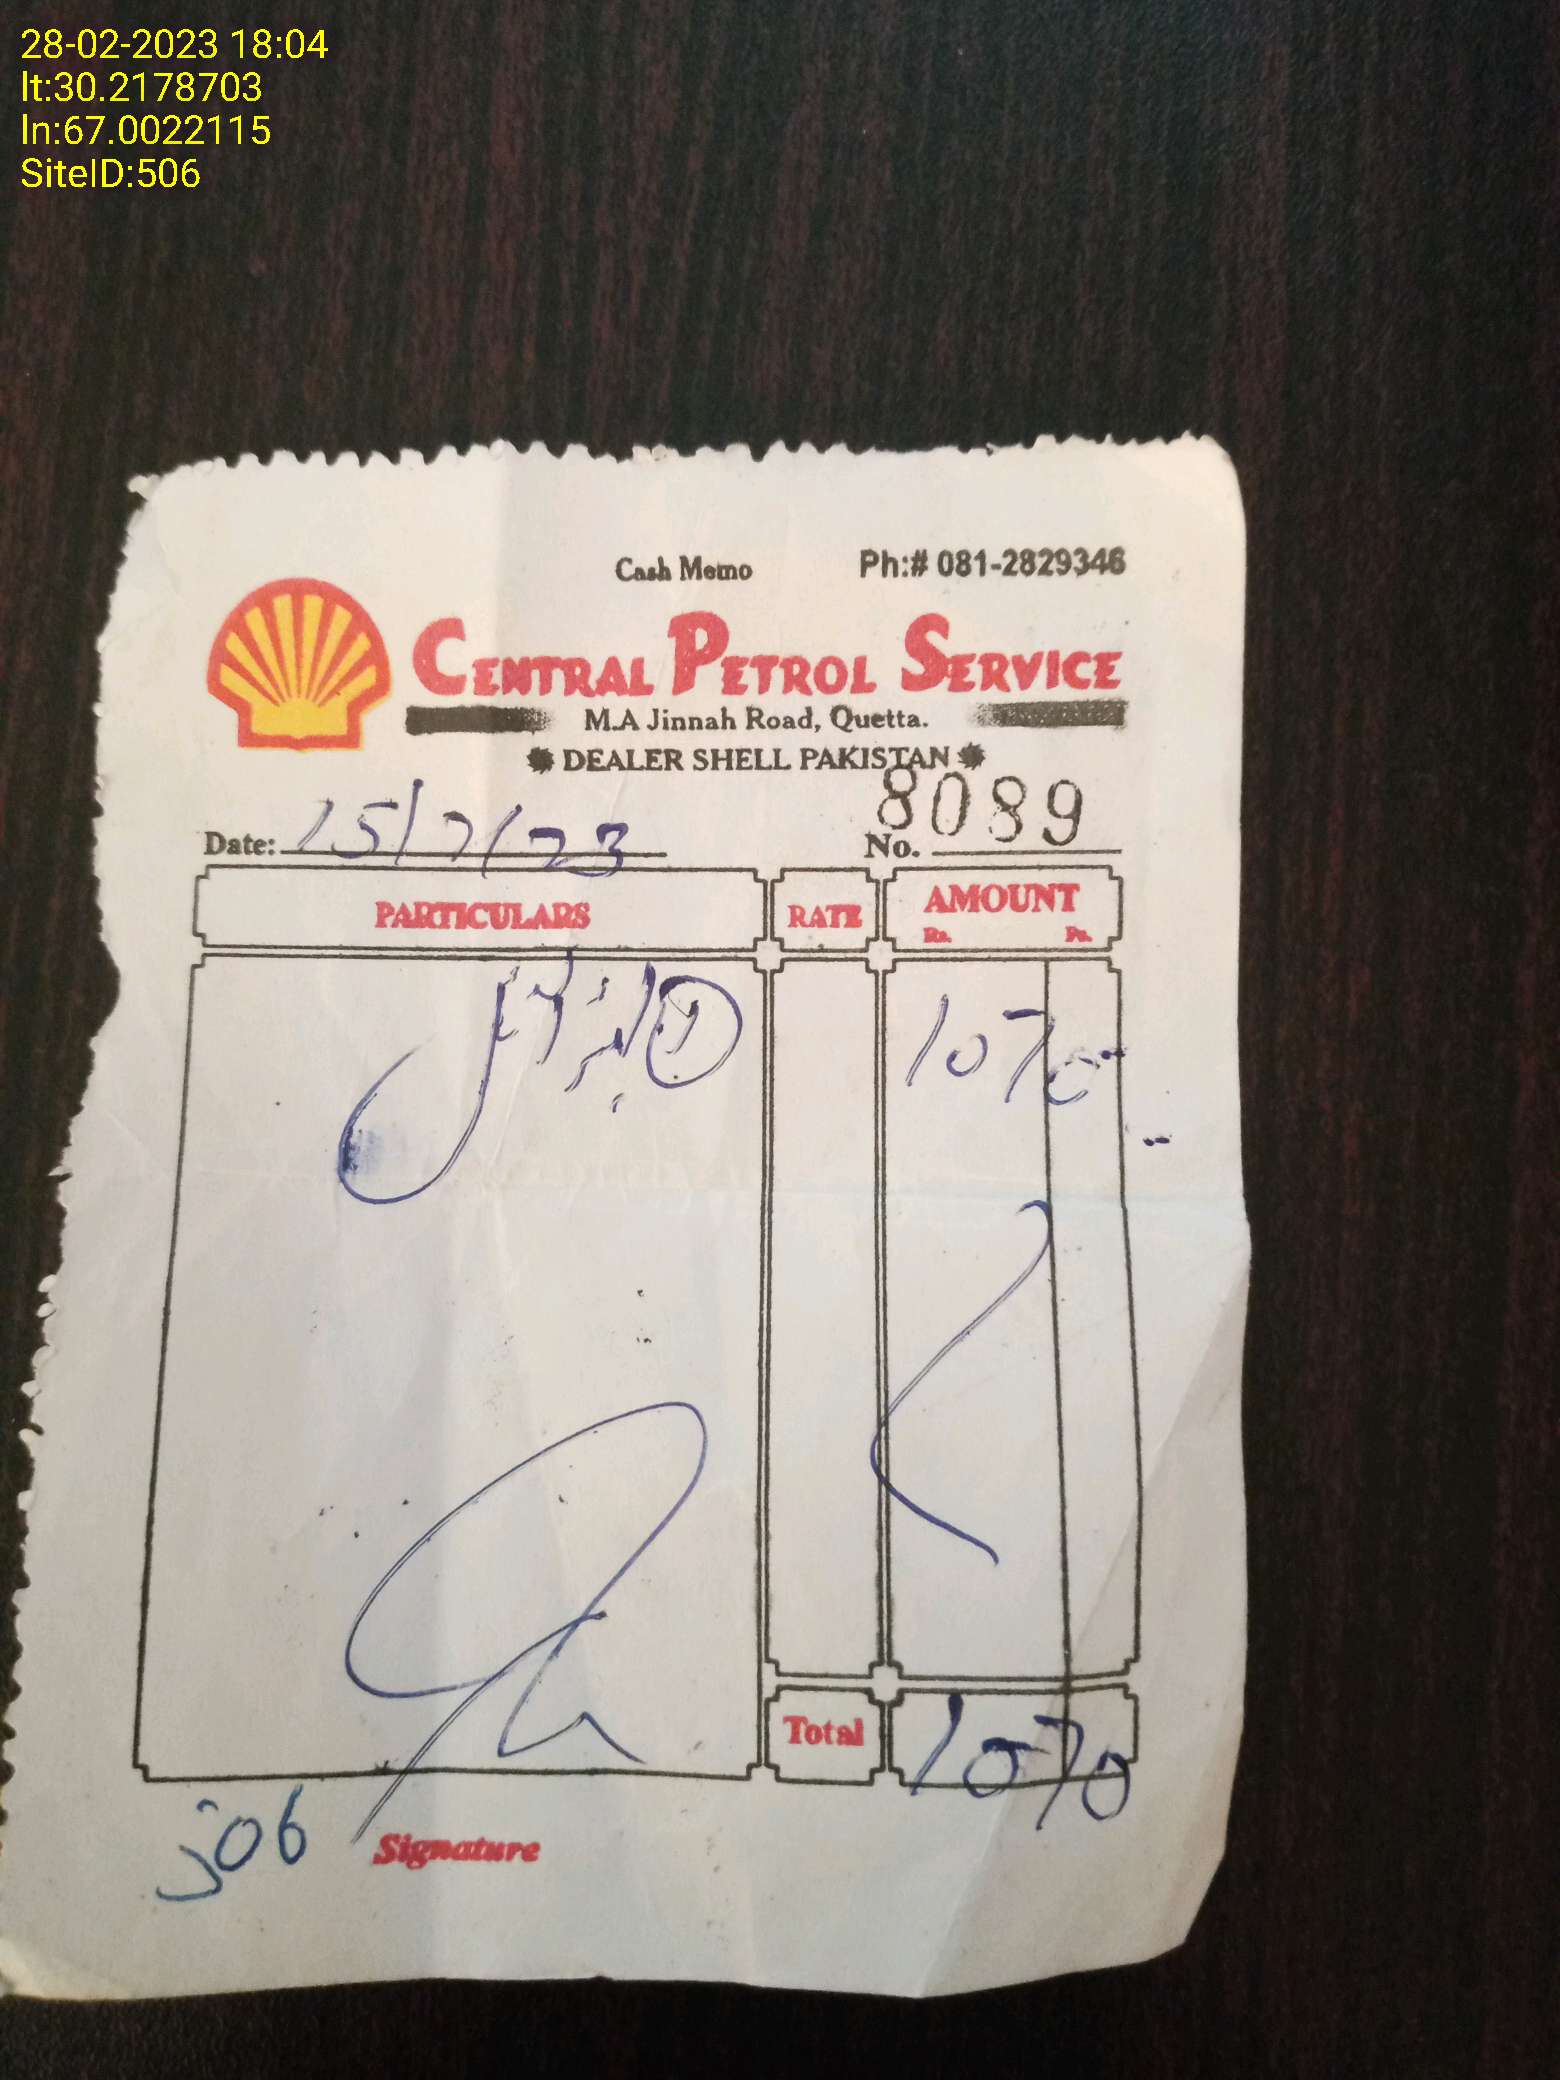 28-02-2023 18:04
lt:30.2178703
ln:67.0022115
SiteID:506
Cash Memo Ph:# 081-2829346
CENTRAL PETROL SERVICE
M.A Jinnah Road, Quetta.
DEALER SHELL PAKISTAN
Date: 15/2/23 No. 8089
PARTICULARS RATE AMOUNT
Rs. Ps.
1070
Total 1070
506
Signature